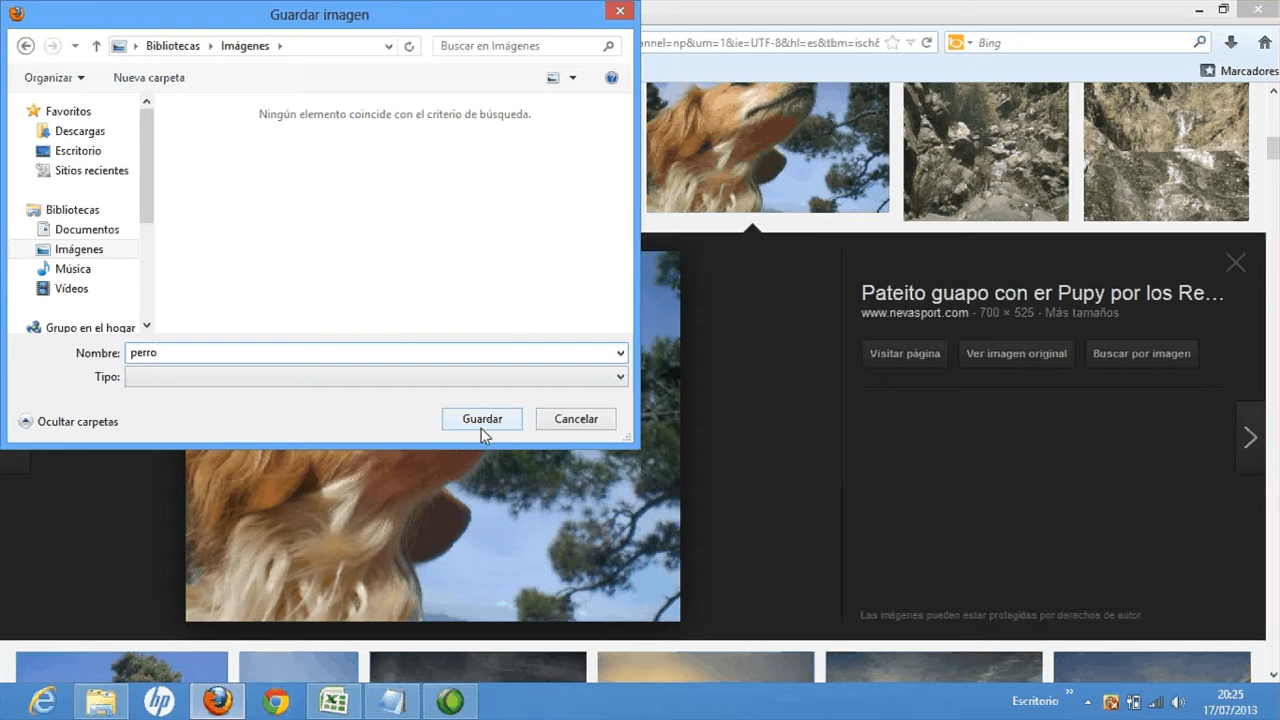 Guardar imagen
Bibliotecas Imágenes
Buscar en Imágenes
Organizar
Nueva carpeta
Favoritos
Descargas
Escritorio
Sitios recientes
Bibliotecas
Documentos
Imágenes
Música
Vídeos
Grupo en el hogar
Ningún elemento coincide con el criterio de búsqueda.
Nombre: perro
Tipo:
Ocultar carpetas
Guardar
Cancelar
annel=np&um=1&ie=UTF-8&hl=es&tbm=isch&
Bing
Marcadores
Pateito guapo con er Pupy por los Re…
www.nevasport.com - 700 × 525 - Más tamaños
Visitar página
Ver imagen original
Buscar por imagen
Las imágenes pueden estar protegidas por derechos de autor.
hp
Escritorio
20:25
17/07/2013